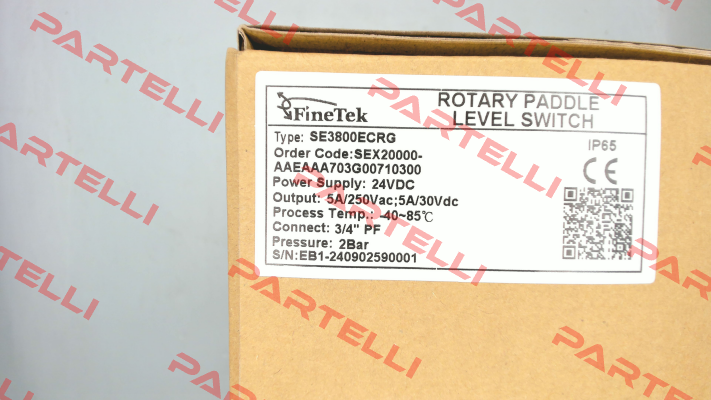 FineTek
ROTARY PADDLE
LEVEL SWITCH
Type: SE3800ECRG
IP65
Order Code:SEX20000-
AAEAAA703G00710300
CE
Power Supply: 24VDC
Output: 5A/250Vac;5A/30Vdc
Process Temp.: -40~85℃
Connect: 3/4" PF
Pressure: 2Bar
S/N:EB1-240902590001
PARTELLI
PARTELLI
PARTELLI
PARTELLI
PARTELLI
PARTELLI
PARTELLI
PARTELLI